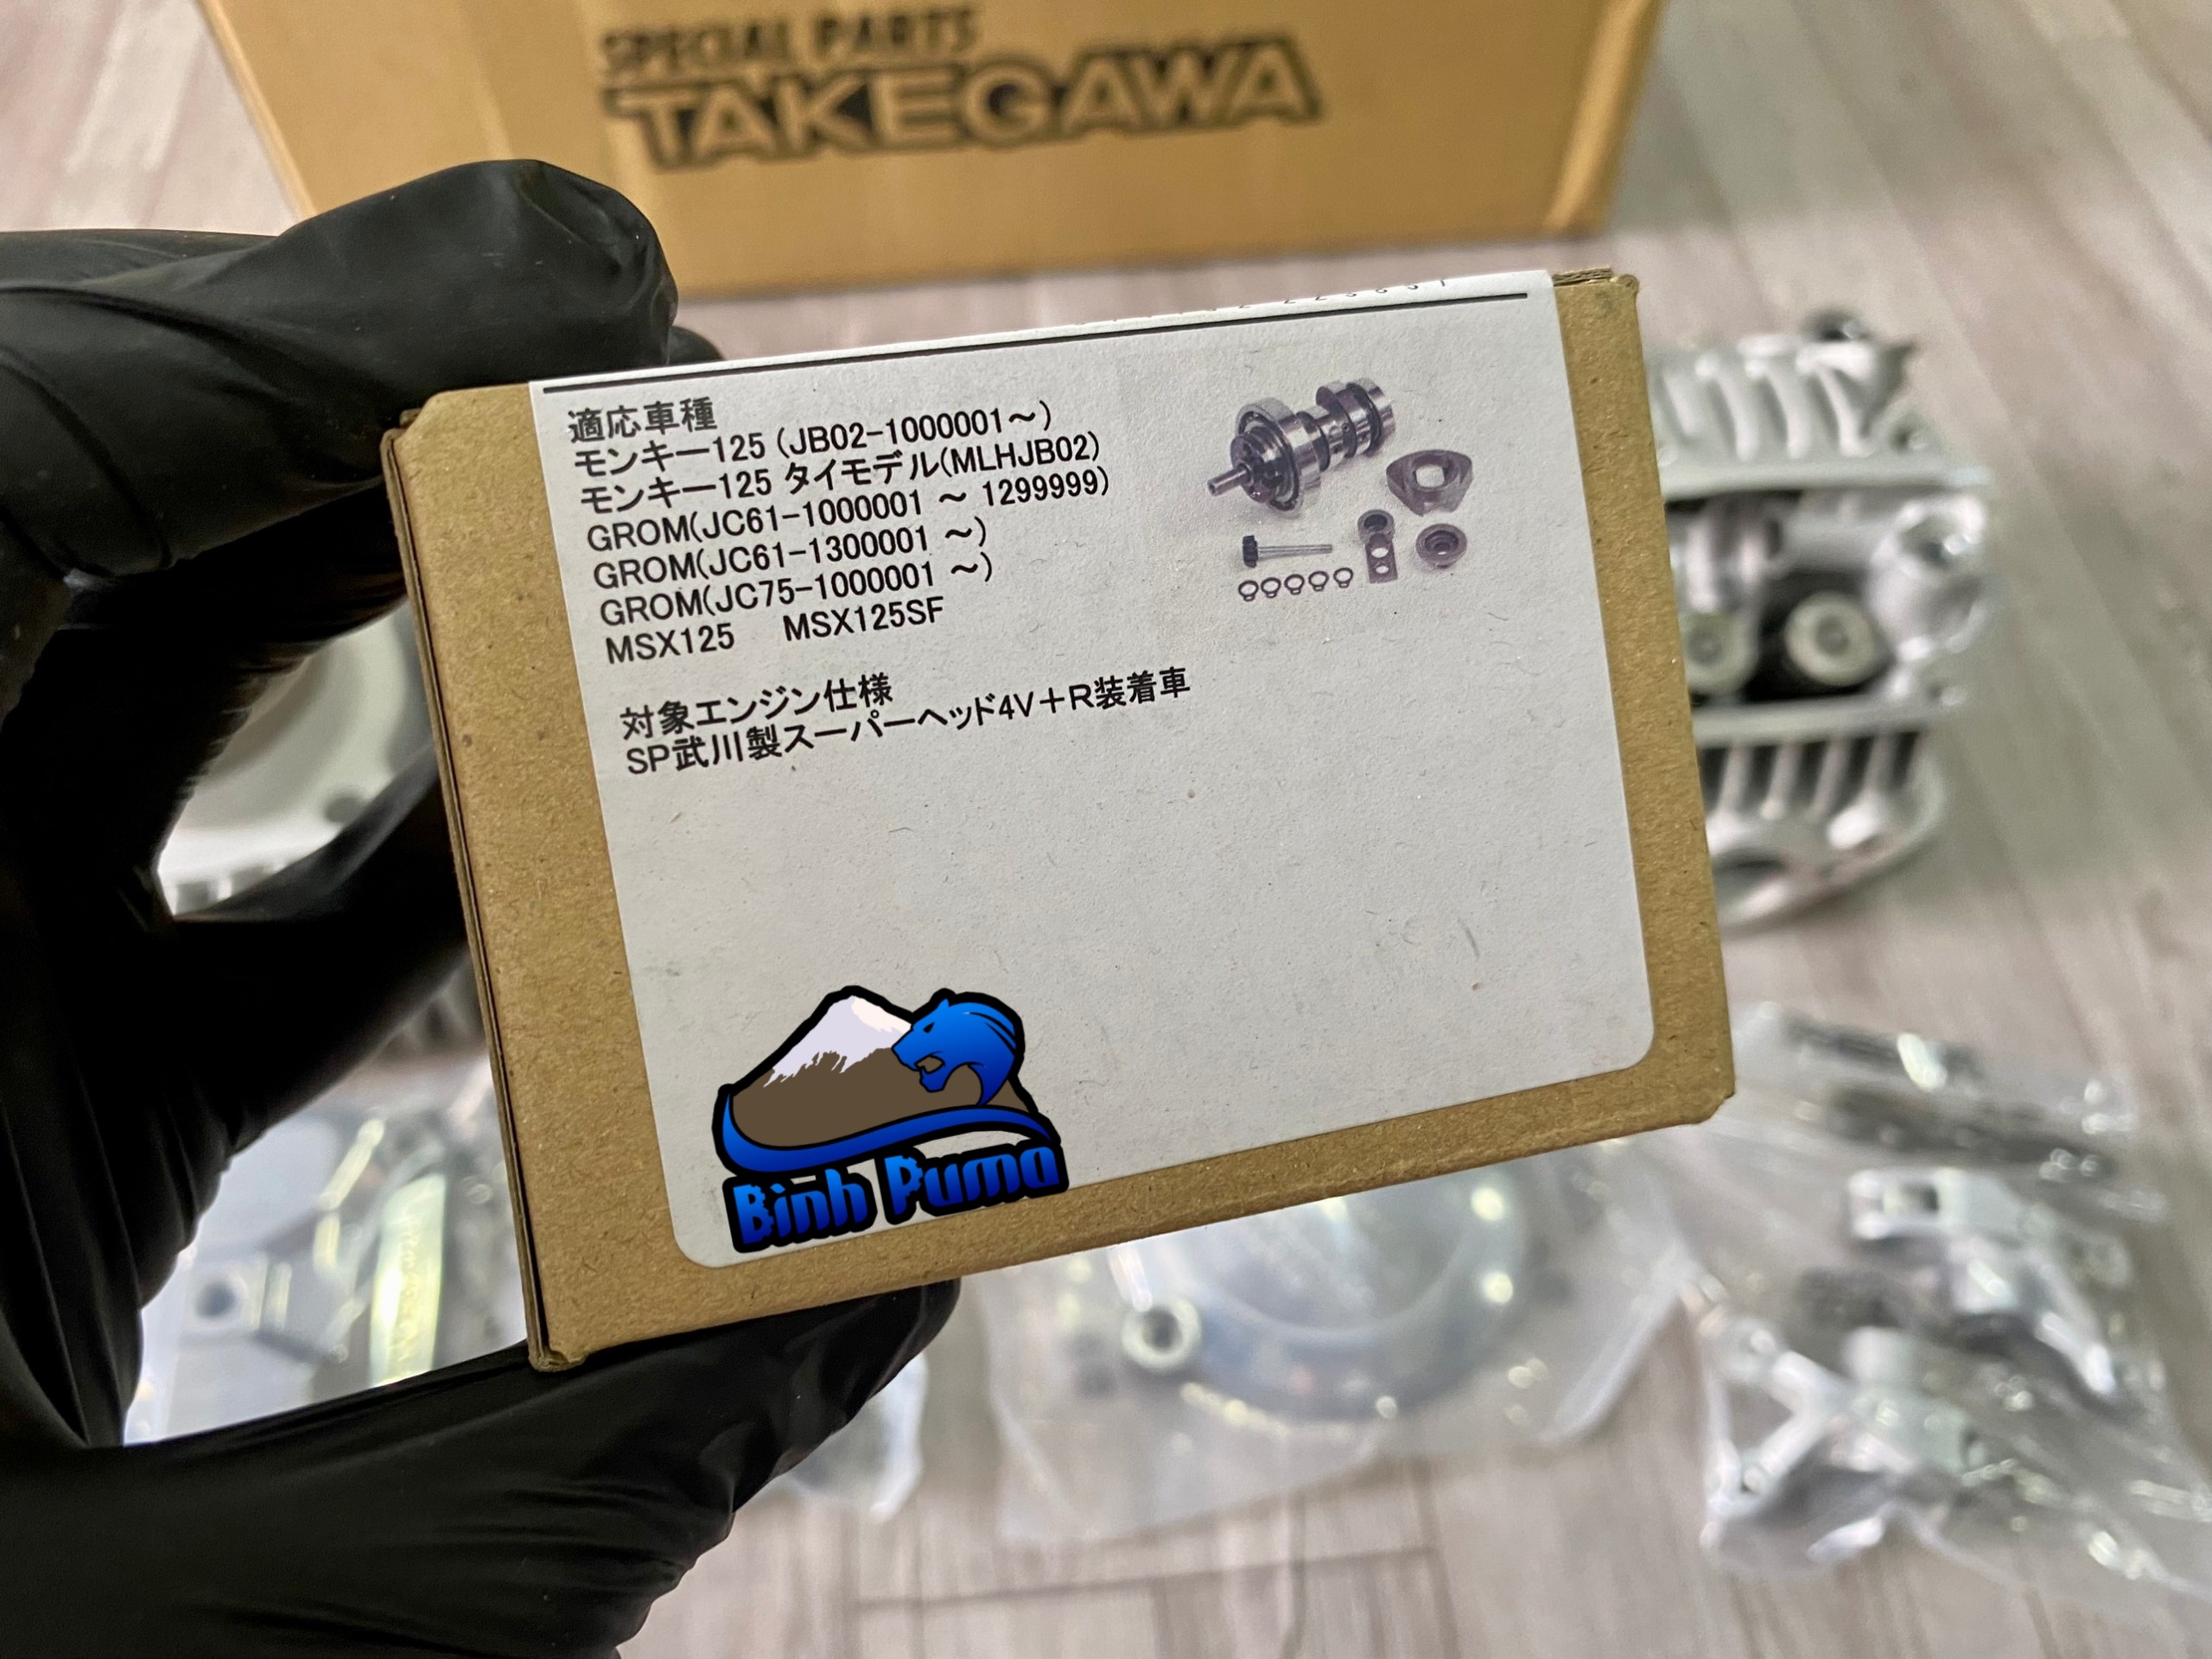 SPECIAL PARTS
TAKEGAWA
適応車種
モンキー125 (JB02-1000001~)
モンキー125 タイモデル(MLHJB02)
GROM(JC61-1000001 ~ 1299999)
GROM(JC61-1300001 ~)
GROM(JC75-1000001 ~)
MSX125 MSX125SF
対象エンジン仕様
SP武川製スーパーヘッド4V+R装着車
Binh Puma